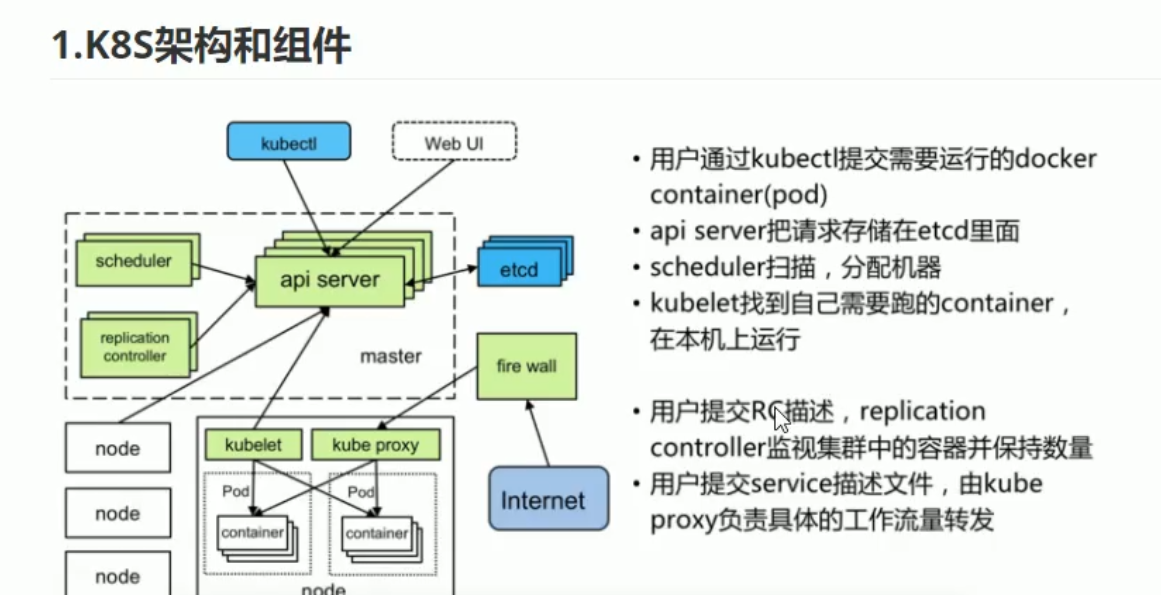 1.K8S架构和组件
kubectl
Web UI
scheduler
api server
etcd
replication
controller
master
fire wall
node
kubelet
kube proxy
node
Pod
Pod
container
container
Internet
node
node
• 用户通过kubectl提交需要运行的docker
container(pod)
• api server把请求存储在etcd里面
• scheduler扫描，分配机器
• kubelet找到自己需要跑的container，
在本机上运行
• 用户提交RC描述，replication
controller监视集群中的容器并保持数量
• 用户提交service描述文件，由kube
proxy负责具体的工作流量转发